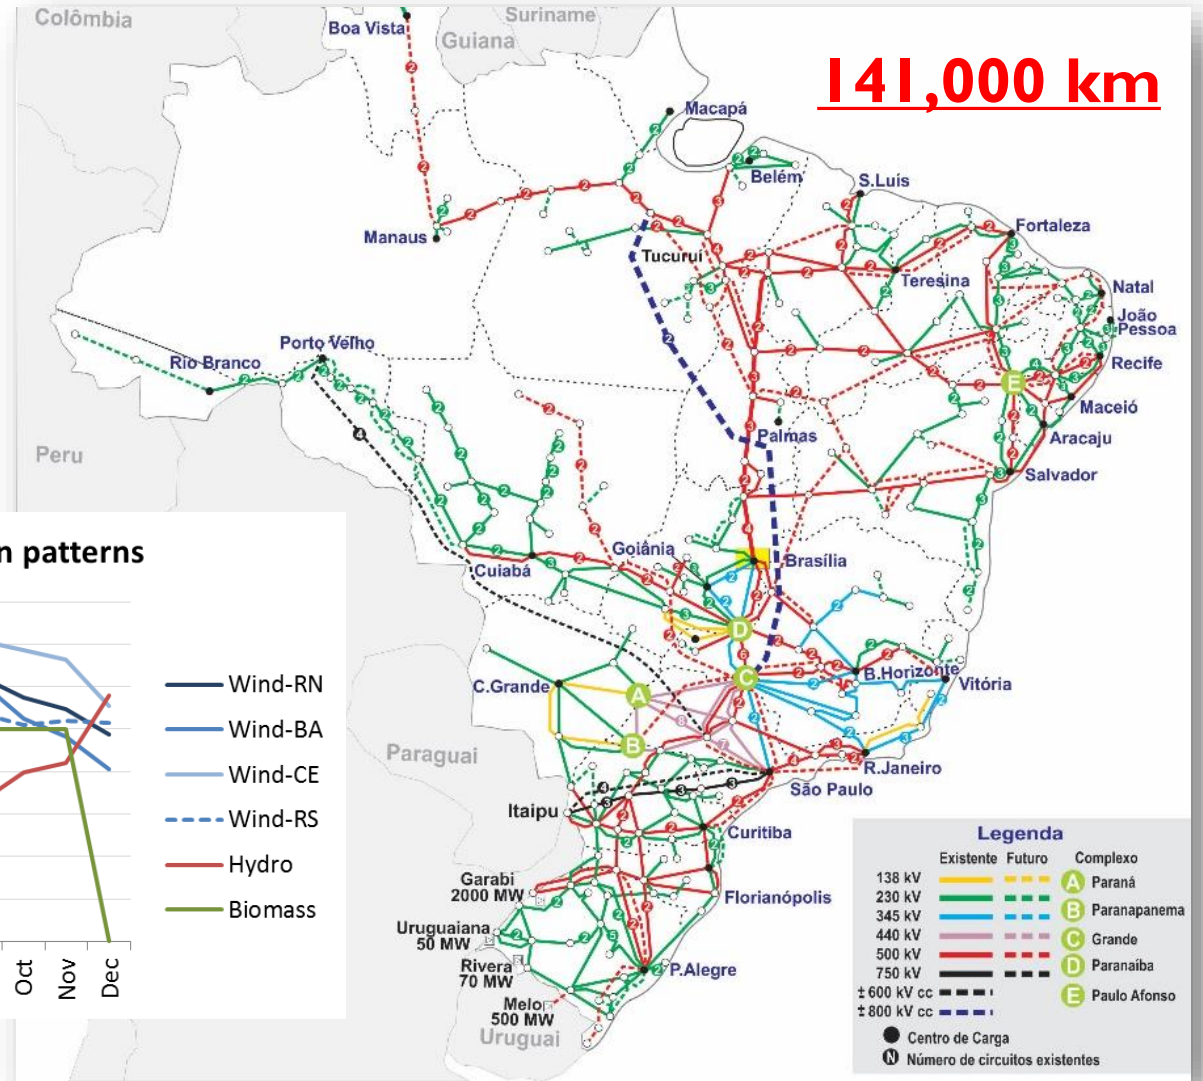 141,000 km
Colômbia
Suriname
Boa Vista
Guiana
Macapá
Belém
S.Luís
Manaus
Fortaleza
Tucuruí
Teresina
Natal
João
Pessoa
Porto Velho
Rio Branco
Recife
Maceió
Palmas
Aracaju
Peru
Salvador
Goiânia
Cuiabá
Brasília
n patterns
D
C
C.Grande
A
B
E
B.Horizonte
Vitória
Paraguai
R.Janeiro
São Paulo
Itaipu
Curitiba
Garabi
2000 MW
Florianópolis
Uruguaiana
50 MW
Rivera
70 MW
P.Alegre
Melo
500 MW
Uruguai
Wind-RN
Wind-BA
Wind-CE
Wind-RS
Hydro
Biomass
Oct
Nov
Dec
Legenda
Existente Futuro Complexo
138 kV A Paraná
230 kV
345 kV B Paranapanema
440 kV C Grande
500 kV D Paranaíba
750 kV
±600 kV cc E Paulo Afonso
±800 kV cc
Centro de Carga
N Número de circuitos existentes